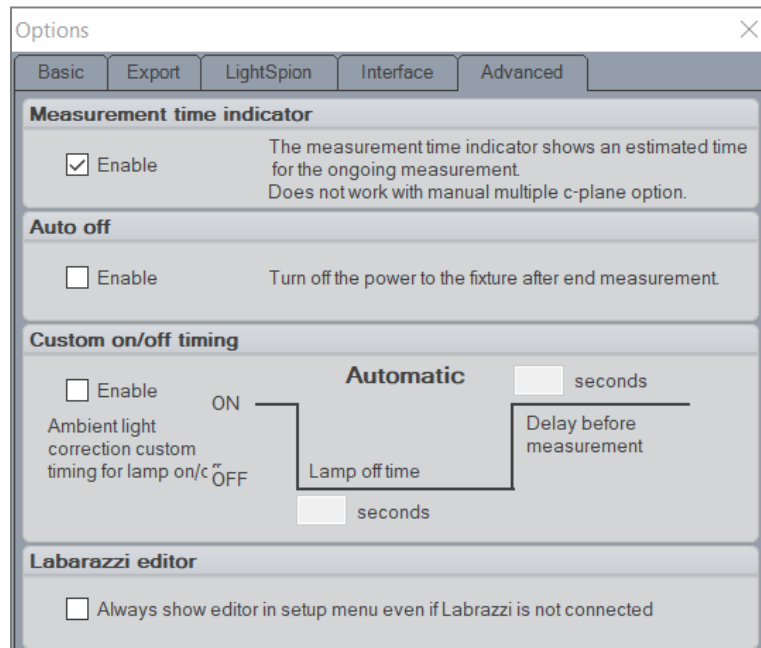 Options
Basic Export LightSpion Interface Advanced
Measurement time indicator
Enable
The measurement time indicator shows an estimated time
for the ongoing measurement.
Does not work with manual multiple c-plane option.
Auto off
Enable
Turn off the power to the fixture after end measurement.
Custom on/off timing
Enable
Ambient light
correction custom
timing for lamp on/
Automatic
seconds
ON
Delay before
measurement
OFF
Lamp off time
seconds
Labarazzi editor
Always show editor in setup menu even if Labrazzi is not connected